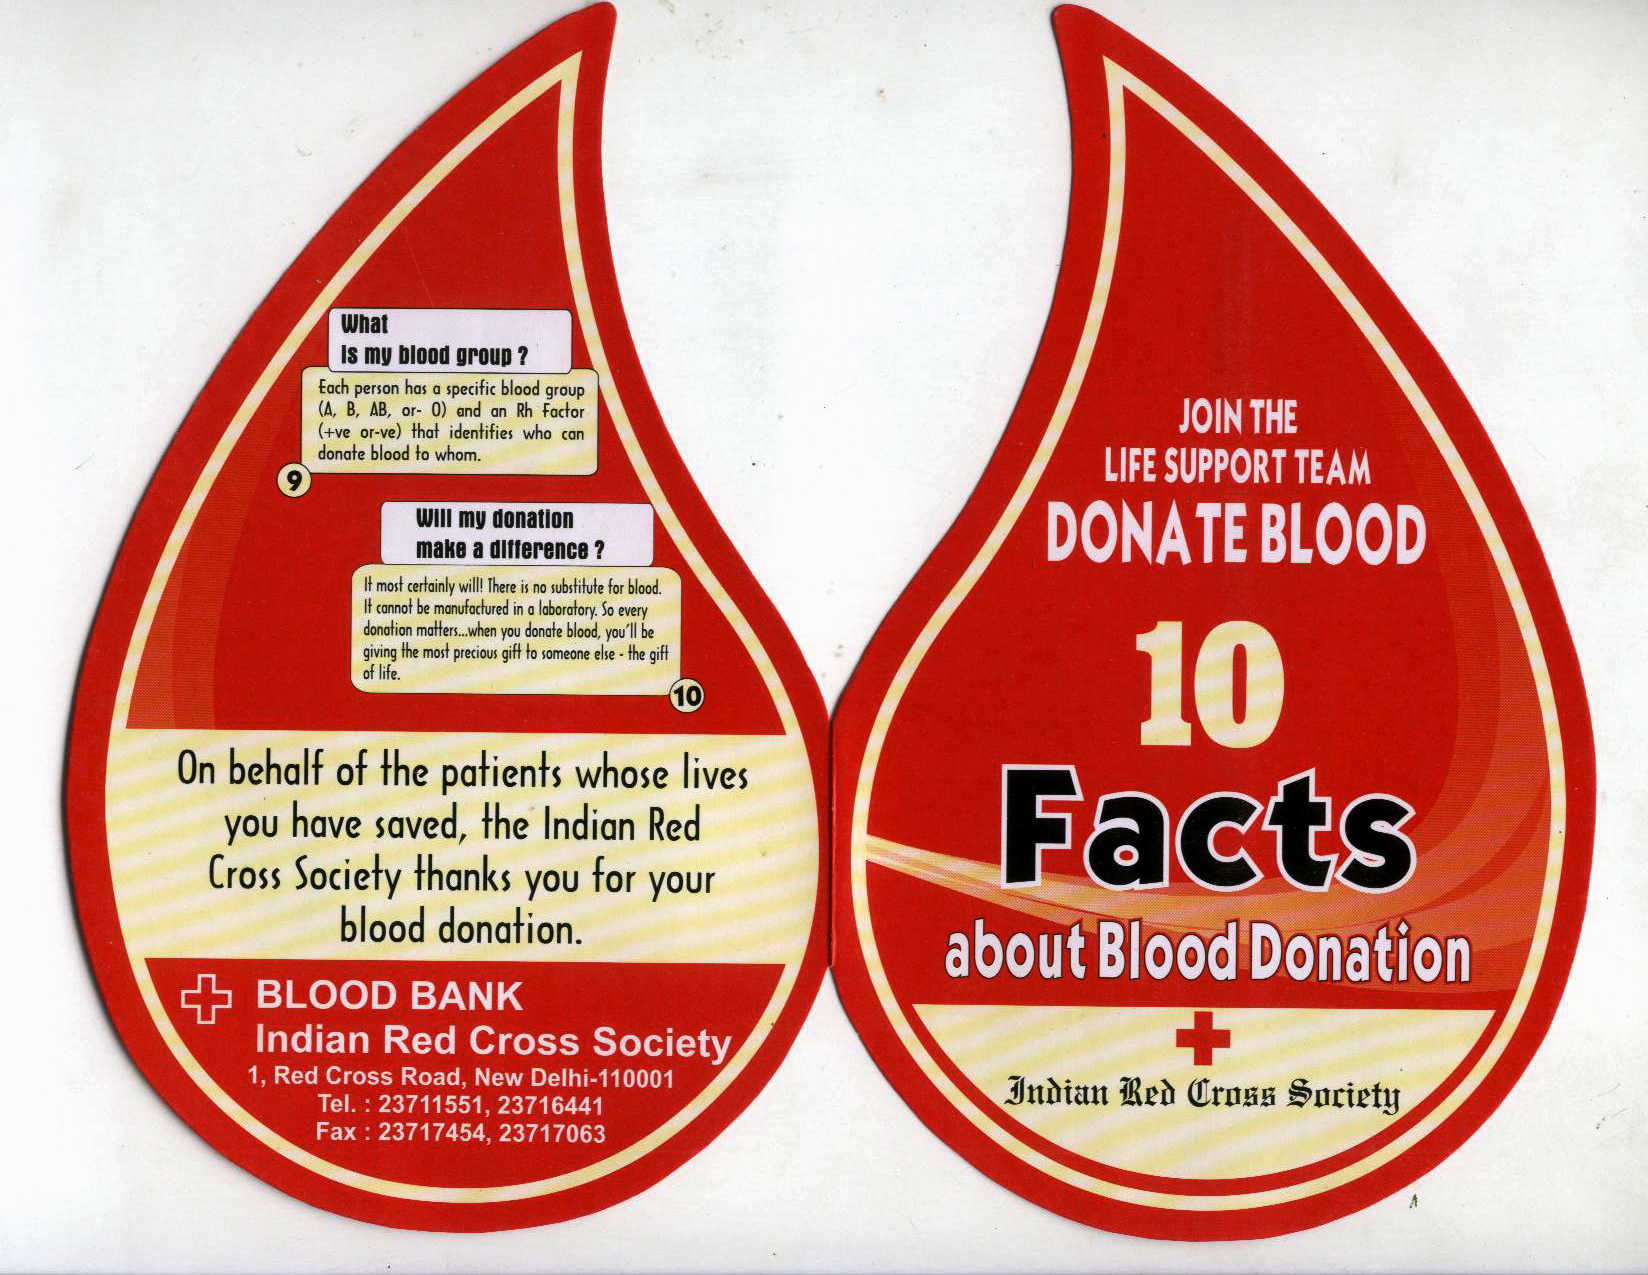 What
is my blood group ?
Each person has a specific blood group
(A, B, AB, or- O) and an Rh Factor
(+ve or-ve) that identifies who can
donate blood to whom.
9
Will my donation
make a difference ?
It most certainly will! There is no substitute for blood.
It cannot be manufactured in a laboratory. So every
donation matters...when you donate blood, you'll be
giving the most precious gift to someone else - the gift
of life.
10
On behalf of the patients whose lives
you have saved, the Indian Red
Cross Society thanks you for your
blood donation.
BLOOD BANK
Indian Red Cross Society
1, Red Cross Road, New Delhi-110001
Tel. : 23711551, 23716441
Fax : 23717454, 23717063
JOIN THE
LIFE SUPPORT TEAM
DONATE BLOOD
10
Facts
about Blood Donation
Indian Red Cross Society